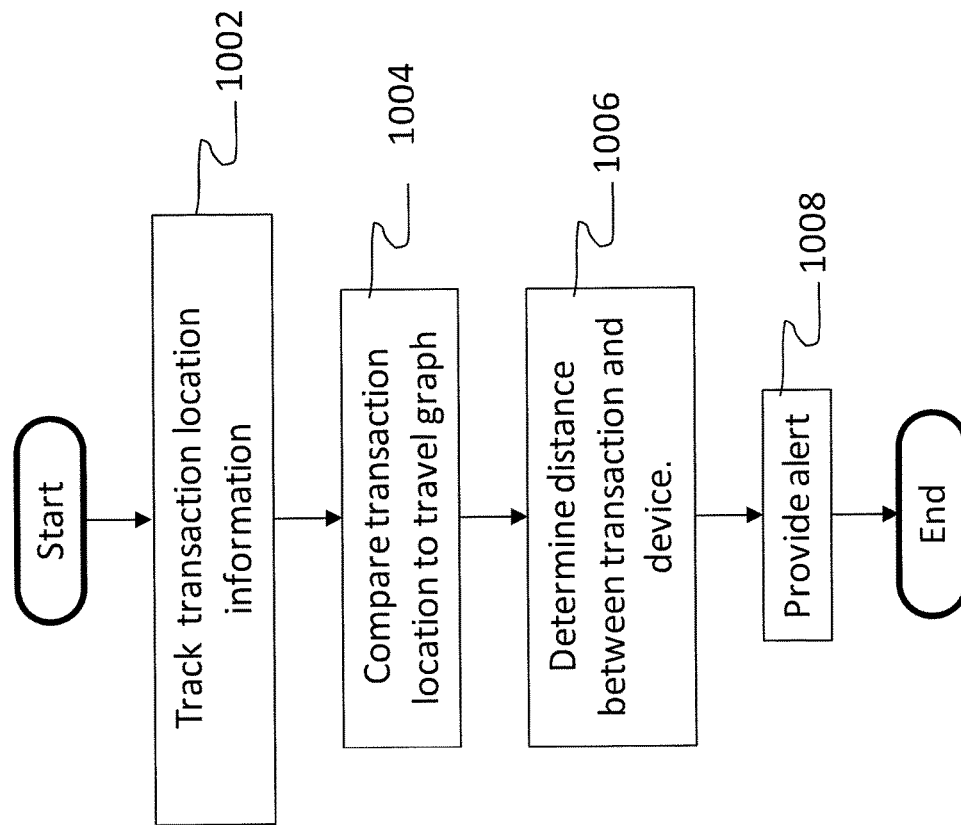 Start
Track transaction location
information
1002
Compare transaction
location to travel graph
1004
Determine distance
between transaction and
device.
1006
Provide alert
1008
End